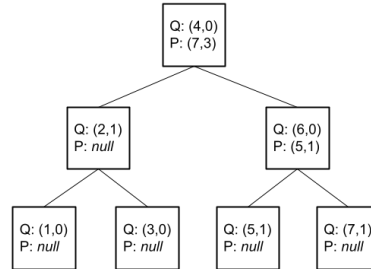 Q: (4,0)
P: (7,3)
Q: (2,1)
P: null
Q: (6,0)
P: (5,1)
Q: (1,0)
P: null
Q: (3,0)
P: null
Q: (5,1)
P: null
Q: (7,1)
P: null